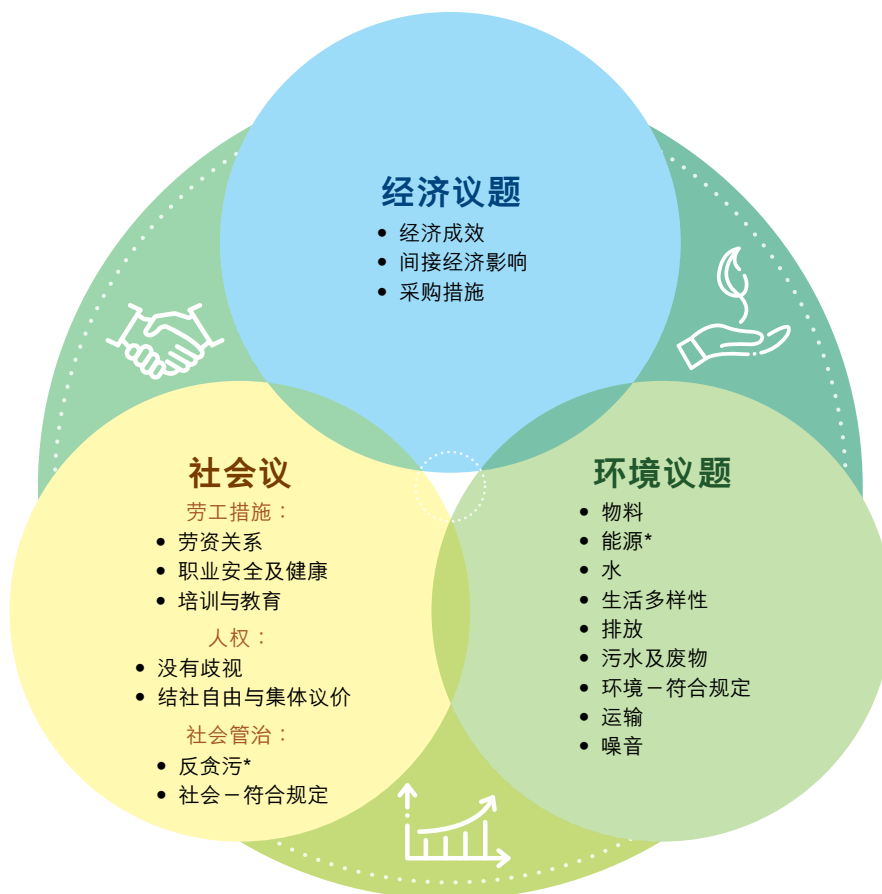 经济议题
• 经济成效
• 间接经济影响
• 采购措施
社会议
劳工措施：
• 劳资关系
• 职业安全及健康
• 培训与教育
人权：
• 没有歧视
• 结社自由与集体议价
社会管治：
• 反贪污*
• 社会－符合规定
环境议题
• 物料
• 能源*
• 水
• 生活多样性
• 排放
• 污水及废物
• 环境－符合规定
• 运输
• 噪音